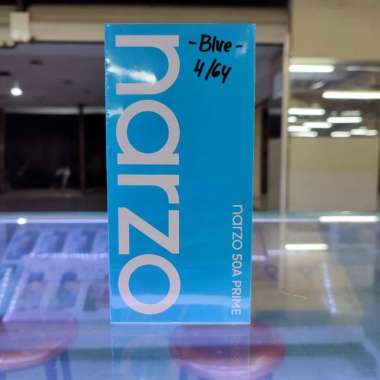 - Blue -
4/64
narzo
narzo 50A PRIME